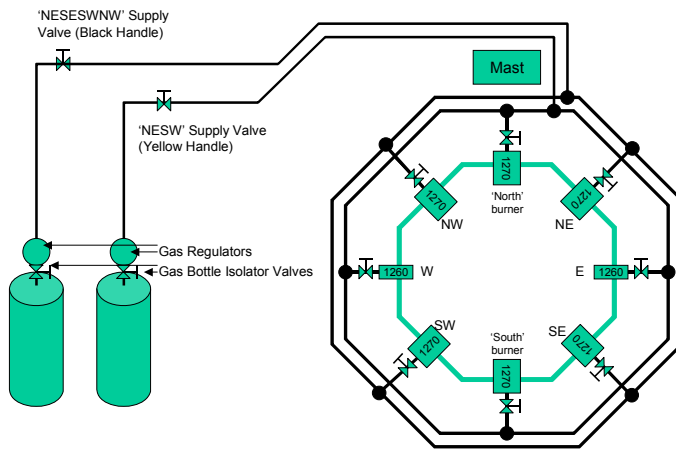 ‘NESESWNW’ Supply
Valve (Black Handle)
Mast
‘NESW’ Supply Valve
(Yellow Handle)
1270
‘North’
burner
1270
NW
1270
NE
Gas Regulators
Gas Bottle Isolator Valves
1260
W
E
1260
SW
1270
‘South’
burner
1270
SE
1270